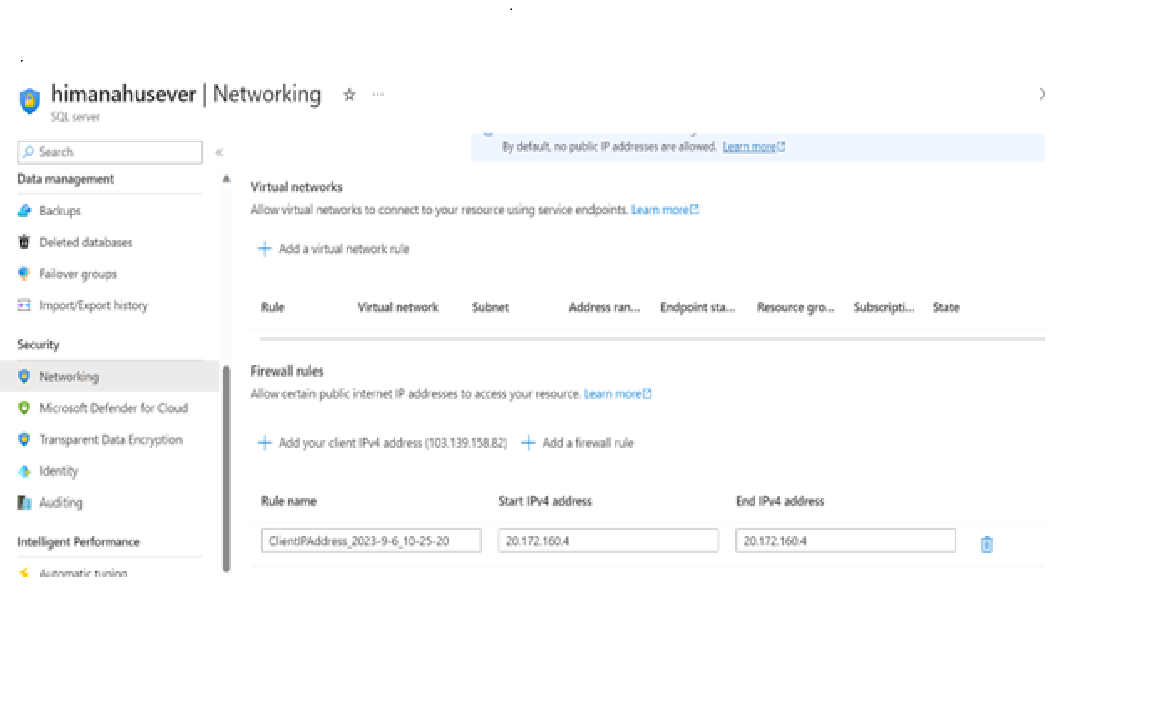 himanahusever | Networking
SQL server
Search
By default, no public IP addresses are allowed. Learn more
Data management
Backups
Deleted databases
Failover groups
Import/Export history
Security
Networking
Microsoft Defender for Cloud
Transparent Data Encryption
Identity
Auditing
Intelligent Performance
Automatic tuning
Virtual networks
Allow virtual networks to connect to your resource using service endpoints. Learn more
Add a virtual network rule
Rule Virtual network Subnet Address ran... Endpoint sta... Resource gro... Subscripti... State
Firewall rules
Allow certain public internet IP addresses to access your resource. Learn more
Add your client IPv4 address (103.139.158.82) Add a firewall rule
Rule name Start IPv4 address End IPv4 address
ClientIPAddress_2023-9-6_10-25-20 20.172.160.4 20.172.160.4